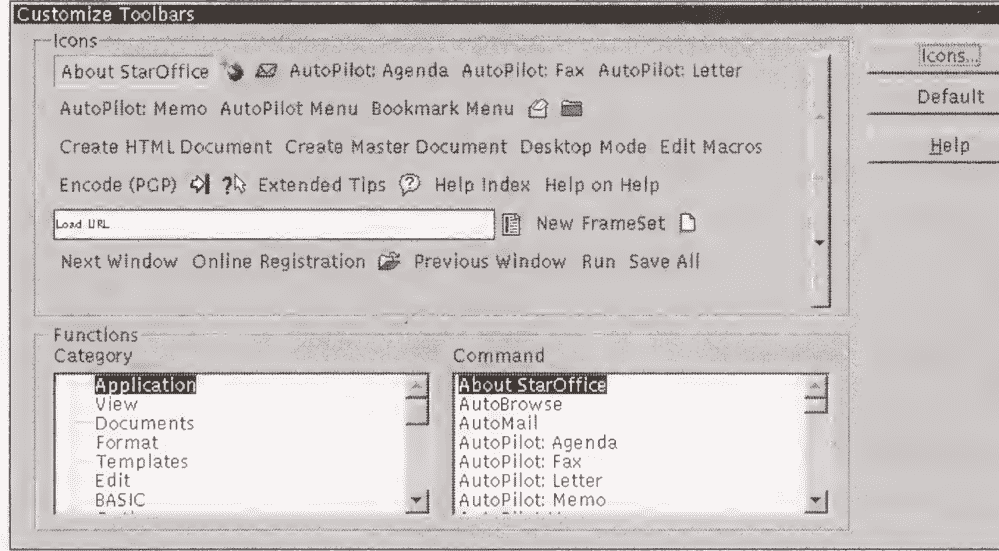 Customize Toolbars
Icons
About StarOffice AutoPilot: Agenda AutoPilot: Fax AutoPilot: Letter
AutoPilot: Memo AutoPilot Menu Bookmark Menu
Create HTML Document Create Master Document Desktop Mode Edit Macros
Encode (PGP) Extended Tips Help Index Help on Help
Load URL New FrameSet
Next Window Online Registration Previous Window Run Save All
Icons...
Default
Help
Functions
Category
Application
View
Documents
Format
Templates
Edit
BASIC
Command
About StarOffice
AutoBrowse
AutoMail
AutoPilot: Agenda
AutoPilot: Fax
AutoPilot: Letter
AutoPilot: Memo